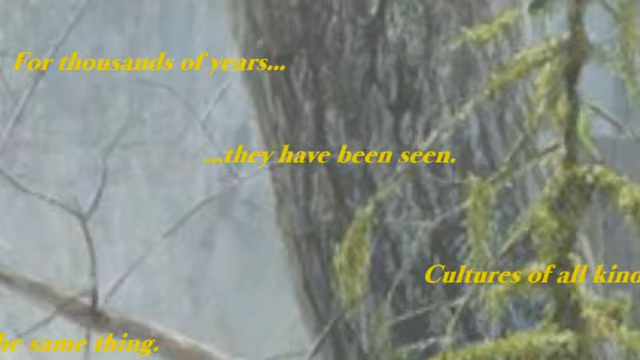 For thousands of years...
...they have been seen.
Cultures of all
same thing.